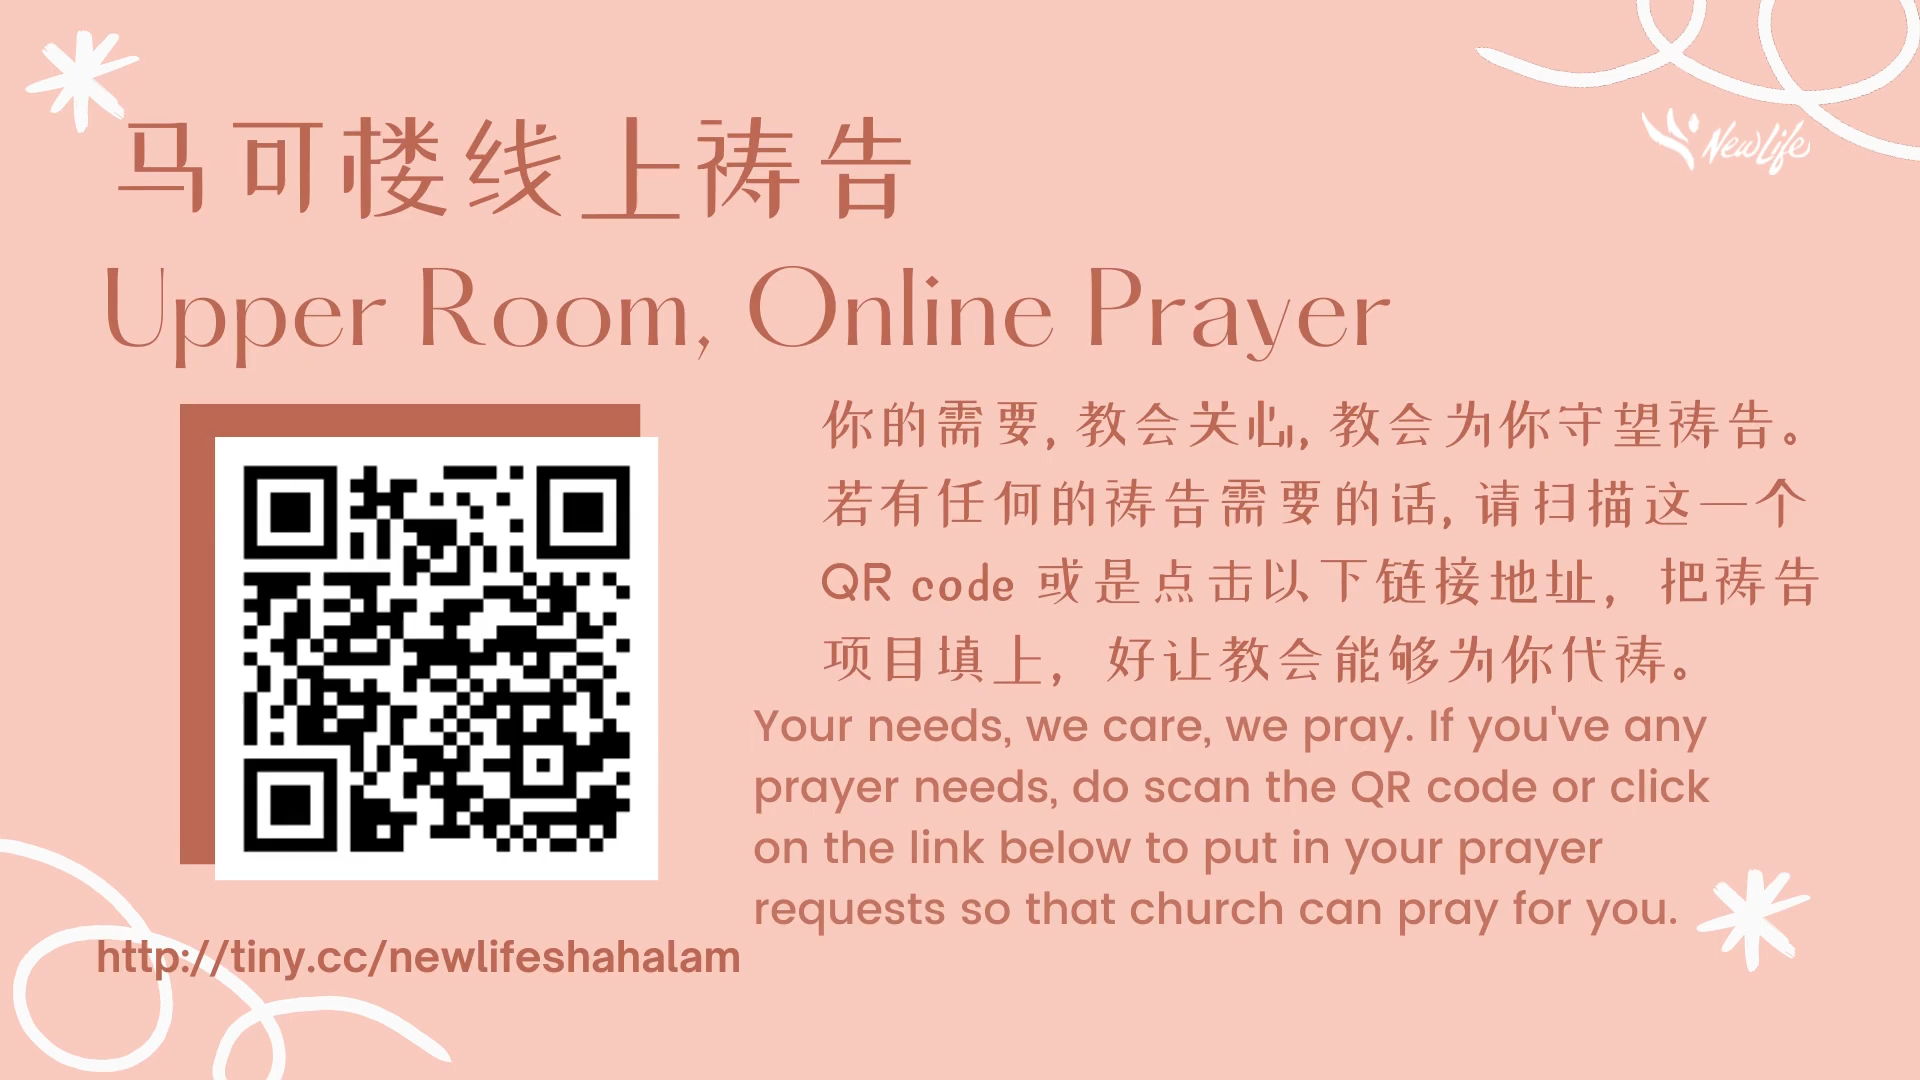 NewLife
马可楼线上祷告
Upper Room, Online Prayer
你的需要, 教会关心, 教会为你守望祷告。
若有任何的祷告需要的话, 请扫描这一个
QR code 或是点击以下链接地址，把祷告
项目填上，好让教会能够为你代祷。
Your needs, we care, we pray. If you've any
prayer needs, do scan the QR code or click
on the link below to put in your prayer
requests so that church can pray for you.
http://tiny.cc/newlifeshahalam